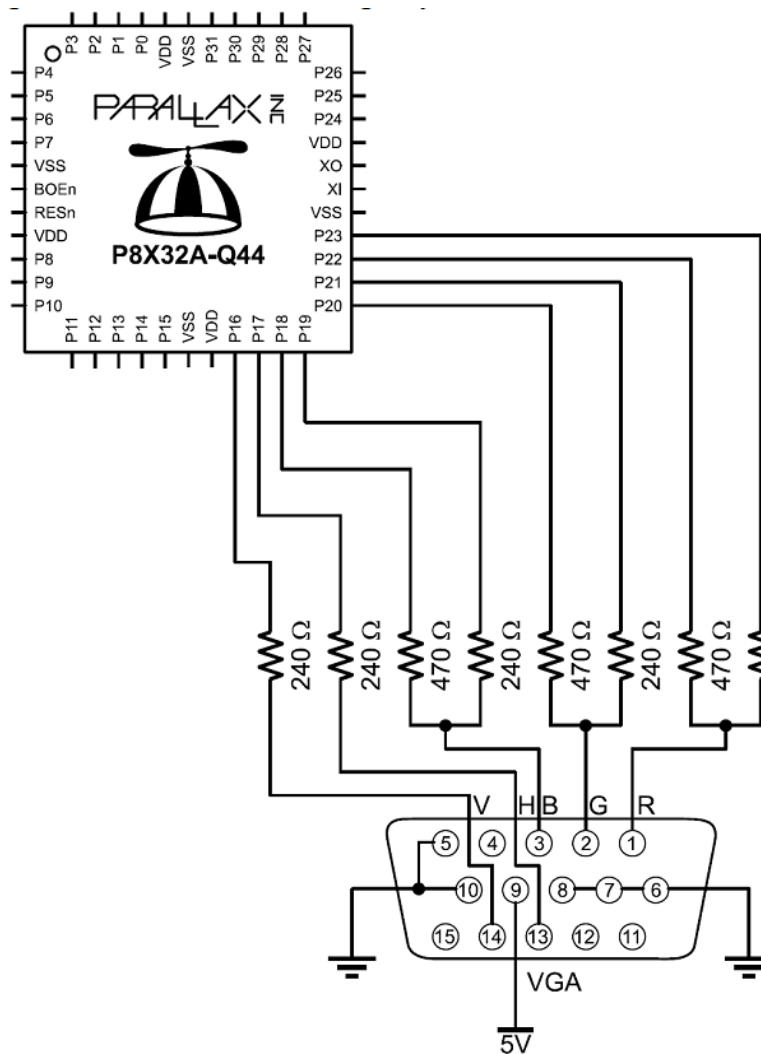 P3 P2 P1 P0 VDD VSS P31 P30 P29 P28 P27
P4 P26
P5 PARALLAX INC P25
P6 P24
P7 VDD
VSS XO
BOEn XI
RESn VSS
VDD P8X32A-Q44 P23
P8 P22
P9 P21
P10 P20
P11 P12 P13 P14 P15 VSS VDD P16 P17 P18 P19
240 Ω 240 Ω 470 Ω 240 Ω 470 Ω 240 Ω 470 Ω
V H B G R
5 4 3 2 1
10 9 8 7 6
15 14 13 12 11
VGA
5V